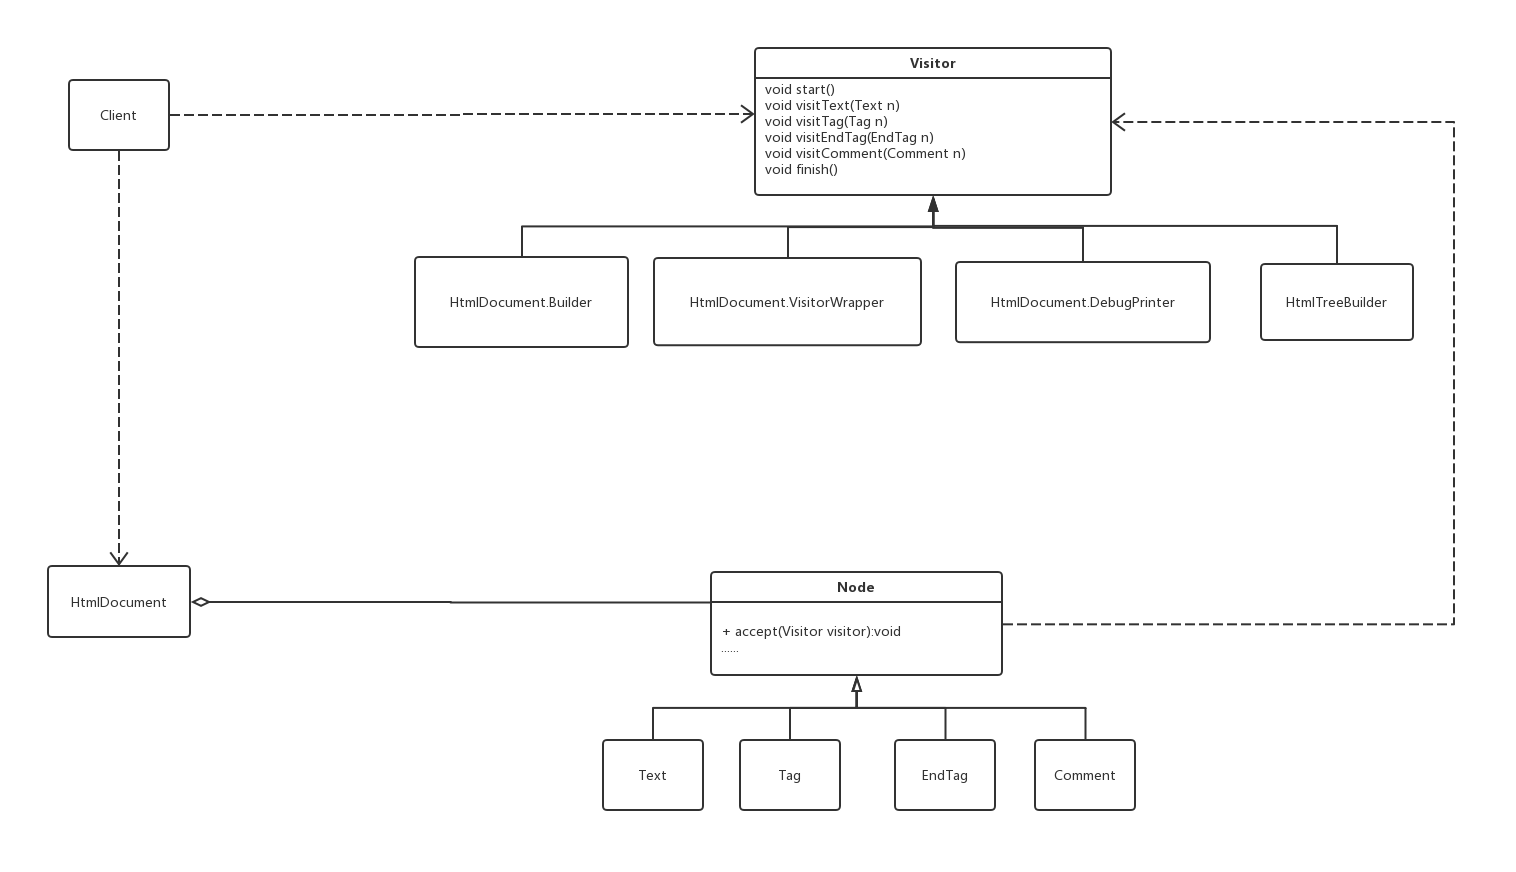 Visitor
void start()
void visitText(Text n)
void visitTag(Tag n)
void visitEndTag(EndTag n)
void visitComment(Comment n)
void finish()
Client
HtmlDocument.Builder
HtmlDocument.VisitorWrapper
HtmlDocument.DebugPrinter
HtmlTreeBuilder
HtmlDocument
Node
+ accept(Visitor visitor):void
......
Text
Tag
EndTag
Comment